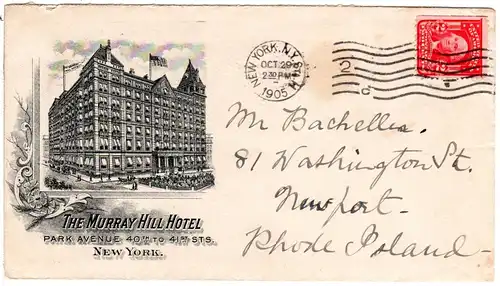 NEW YORK, N.Y.
OCT 29
2 30 PM
1905
2
Mr Bacheller
81 Washington St.
Newport.
Rhode Island.
THE MURRAY HILL HOTEL
PARK AVENUE 40TH TO 41ST STS.
NEW YORK.